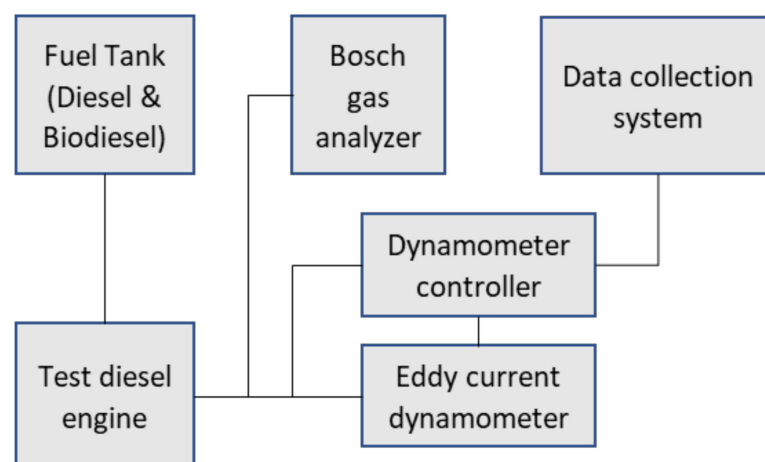 Fuel Tank
(Diesel &
Biodiesel)
Bosch
gas
analyzer
Data collection
system
Dynamometer
controller
Test diesel
engine
Eddy current
dynamometer